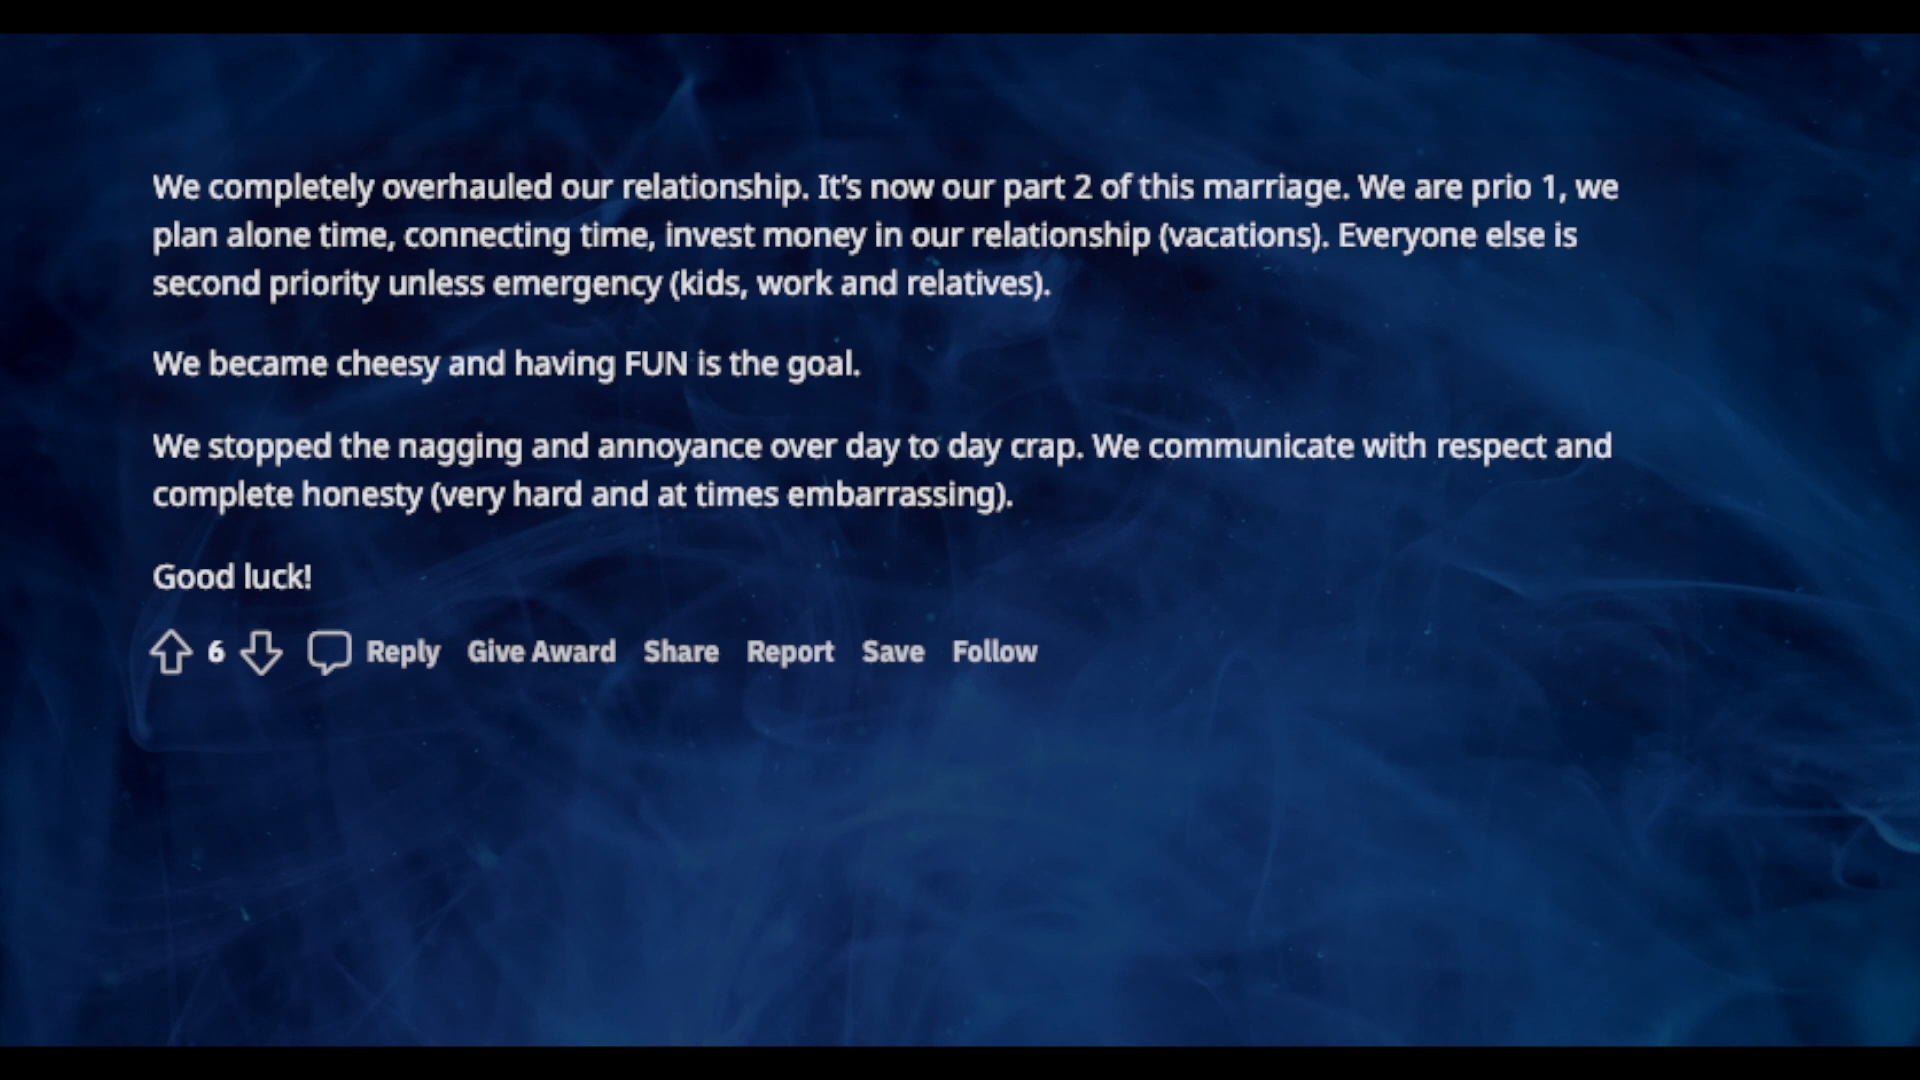 We completely overhauled our relationship. It's now our part 2 of this marriage. We are prio 1, we
plan alone time, connecting time, invest money in our relationship (vacations). Everyone else is
second priority unless emergency (kids, work and relatives).
We became cheesy and having FUN is the goal.
We stopped the nagging and annoyance over day to day crap. We communicate with respect and
complete honesty (very hard and at times embarrassing).
Good luck!
6 Reply Give Award Share Report Save Follow